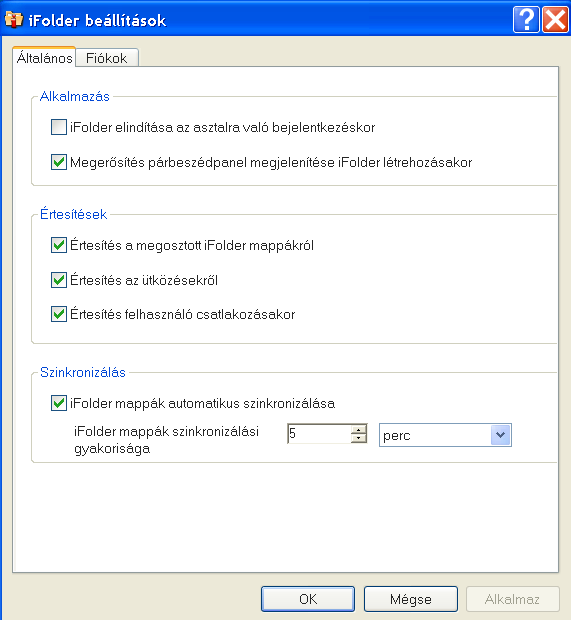 iFolder beállítások
Általános
Fiókok
Alkalmazás
iFolder elindítása az asztalra való bejelentkezéskor
Megerősítés párbeszédpanel megjelenítése iFolder létrehozásakor
Értesítések
Értesítés a megosztott iFolder mappákról
Értesítés az ütközésekről
Értesítés felhasználó csatlakozásakor
Szinkronizálás
iFolder mappák automatikus szinkronizálása
iFolder mappák szinkronizálási
gyakorisága
5
perc
OK
Mégse
Alkalmaz